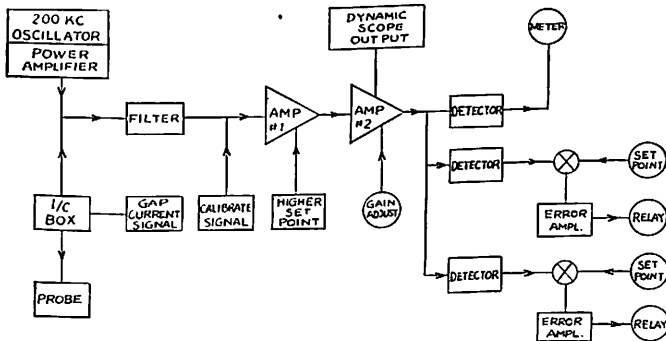 200 KC
OSCILLATOR
POWER
AMPLIFIER
DYNAMIC
SCOPE
OUTPUT
METER
FILTER
AMP
#1
AMP
#2
DETECTOR
DETECTOR
SET
POINT
I/C
BOX
GAP
CURRENT
SIGNAL
CALIBRATE
SIGNAL
HIGHER
SET
POINT
GAIN
ADJUST
ERROR
AMPL.
RELAY
PROBE
DETECTOR
SET
POINT
ERROR
AMPL.
RELAY